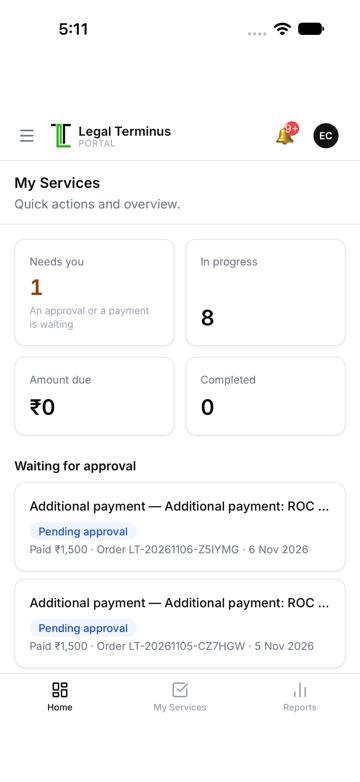 5:11
Legal Terminus
PORTAL
9+
EC
My Services
Quick actions and overview.
Needs you
1
An approval or a payment
is waiting
In progress
8
Amount due
₹0
Completed
0
Waiting for approval
Additional payment — Additional payment: ROC ...
Pending approval
Paid ₹1,500 · Order LT-20261106-Z5IYMG · 6 Nov 2026
Additional payment — Additional payment: ROC ...
Pending approval
Paid ₹1,500 · Order LT-20261105-CZ7HGW · 5 Nov 2026
Home
My Services
Reports